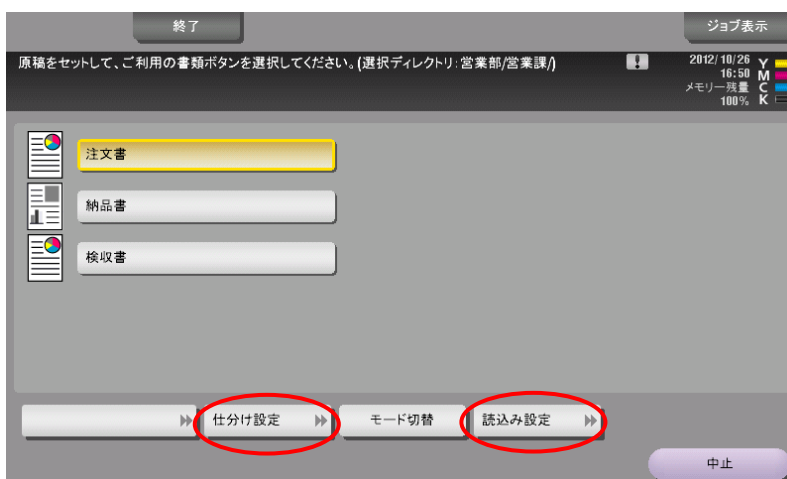 終了
ジョブ表示
原稿をセットして、ご利用の書類ボタンを選択してください。(選択ディレクトリ:営業部/営業課/)
2012/10/26
16:50
メモリー残量
100%
Y
M
C
K
注文書
納品書
検収書
仕分け設定
モード切替
読込み設定
中止